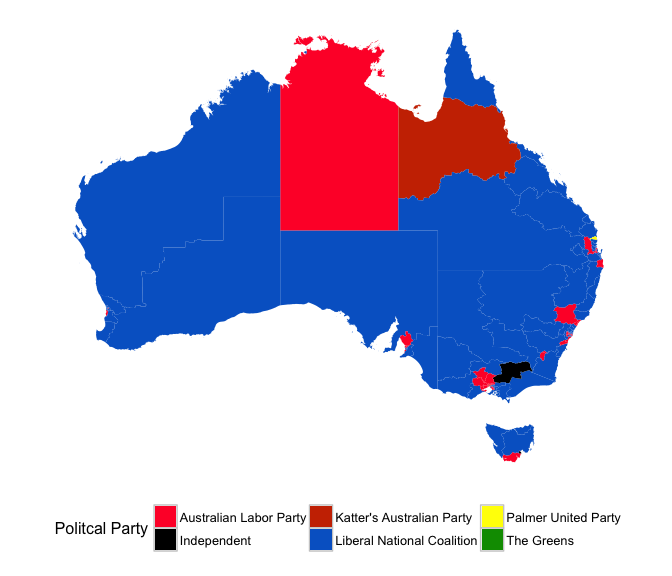 Politcal Party
Australian Labor Party Katter's Australian Party Palmer United Party
Independent Liberal National Coalition The Greens